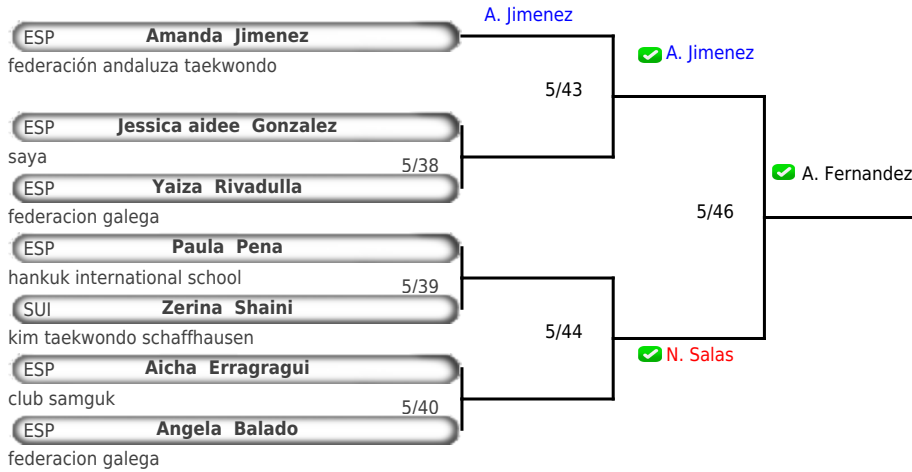 A. Jimenez
ESP Amanda Jimenez
federación andaluza taekwondo
A. Jimenez
5/43
ESP Jessica aidee Gonzalez
saya
5/38
ESP Yaiza Rivadulla
federacion galega
A. Fernandez
5/46
ESP Paula Pena
hankuk international school
5/39
SUI Zerina Shaini
kim taekwondo schaffhausen
5/44
N. Salas
ESP Aicha Erragragui
club samguk
5/40
ESP Angela Balado
federacion galega